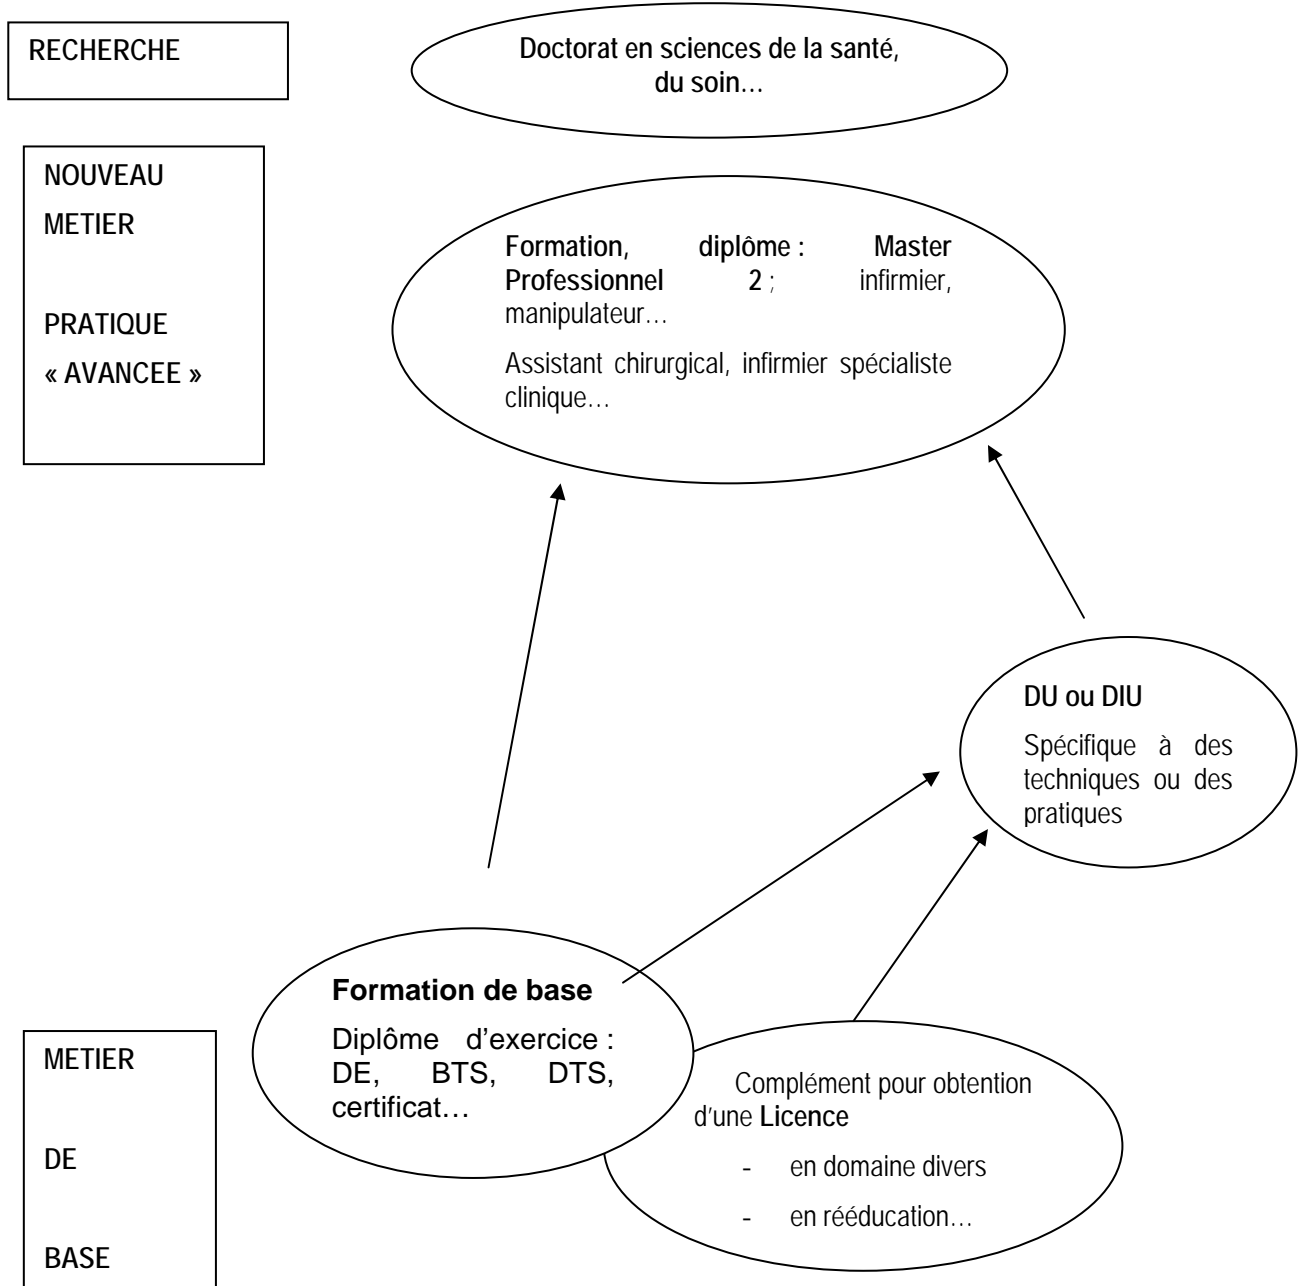 RECHERCHE
Doctorat en sciences de la santé,
du soin…
NOUVEAU
METIER
PRATIQUE
« AVANCEE »
Formation, diplôme : Master
Professionnel 2 ; infirmier,
manipulateur…
Assistant chirurgical, infirmier spécialiste
clinique…
DU ou DIU
Spécifique à des
techniques ou des
pratiques
Formation de base
Diplôme d’exercice :
DE, BTS, DTS,
certificat…
METIER
DE
BASE
Complément pour obtention
d’une Licence
- en domaine divers
- en rééducation…